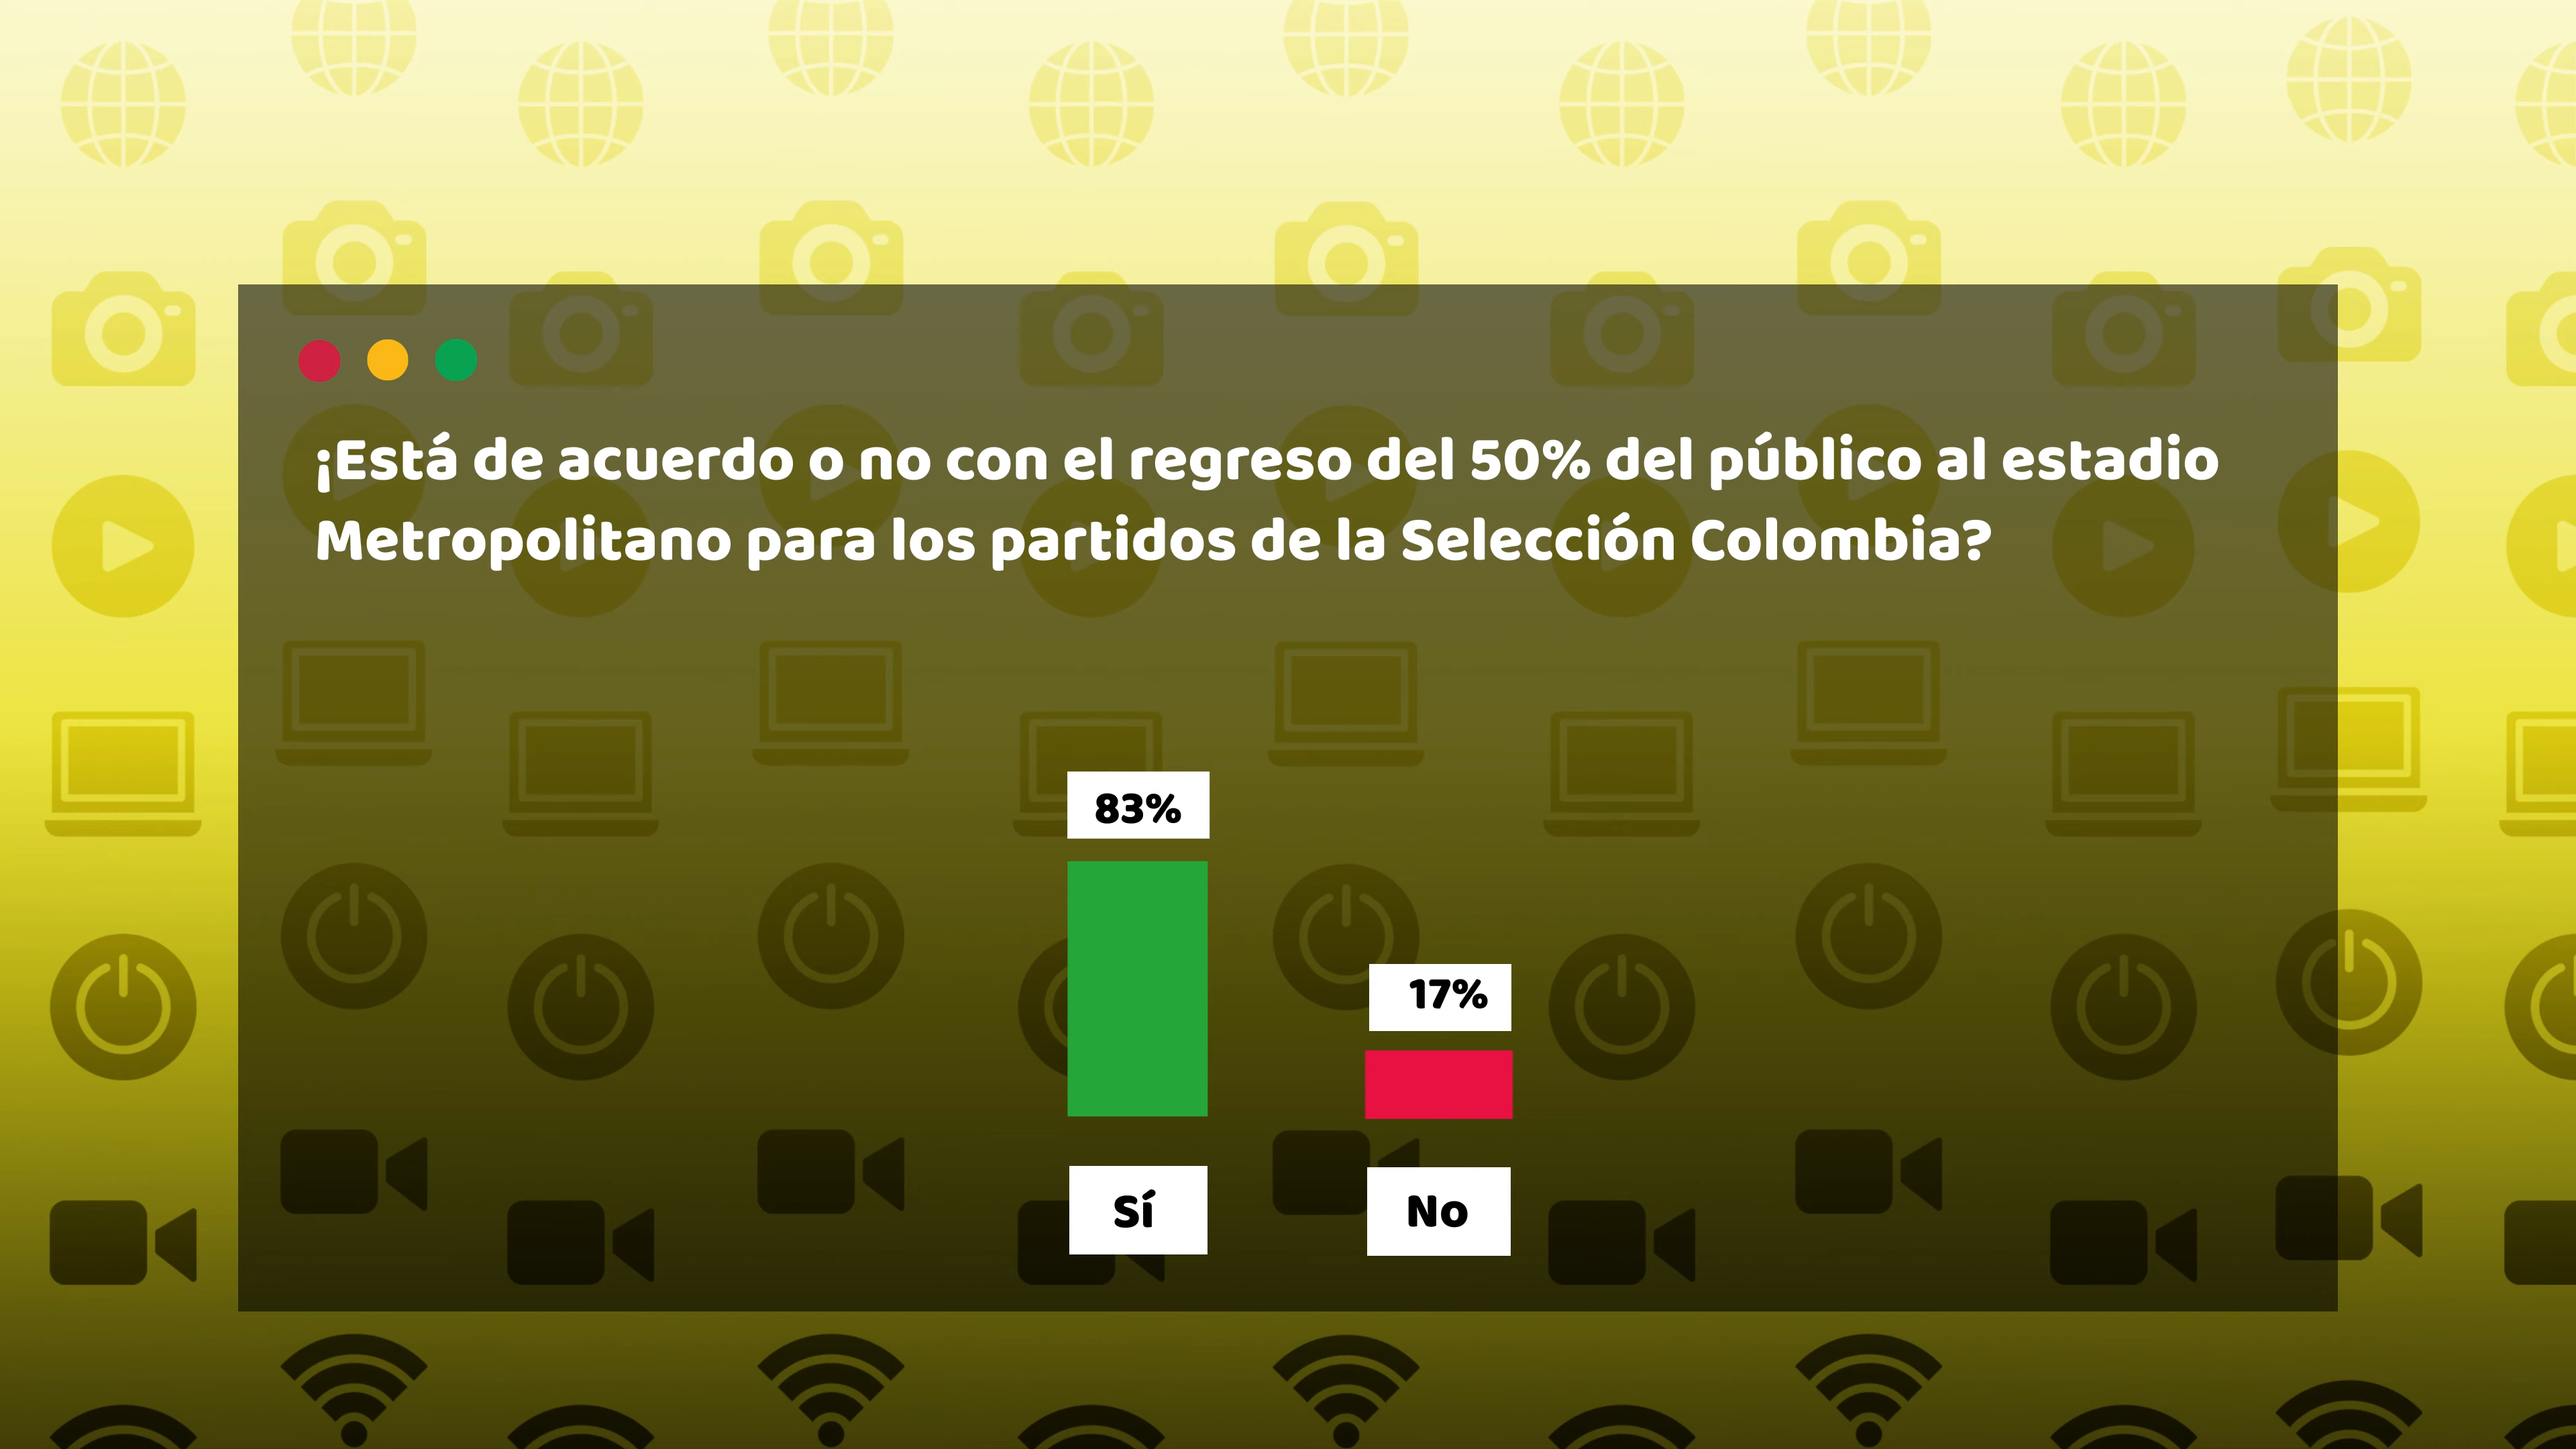 ¡Está de acuerdo o no con el regreso del 50% del público al estadio
Metropolitano para los partidos de la Selección Colombia?
83%
17%
Sí
No